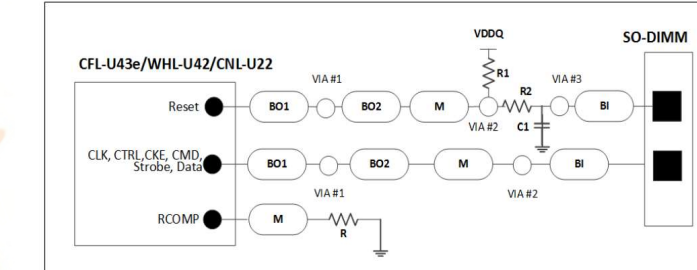 VDDQ
SO-DIMM
CFL-U43e/WHL-U42/CNL-U22
R1
VIA #1
VIA #3
R2
Reset
BO1
BO2
M
BI
VIA #2
C1
CLK, CTRL,CKE, CMD,
Strobe, Data
BO1
BO2
M
BI
VIA #1
VIA #2
RCOMP
M
R